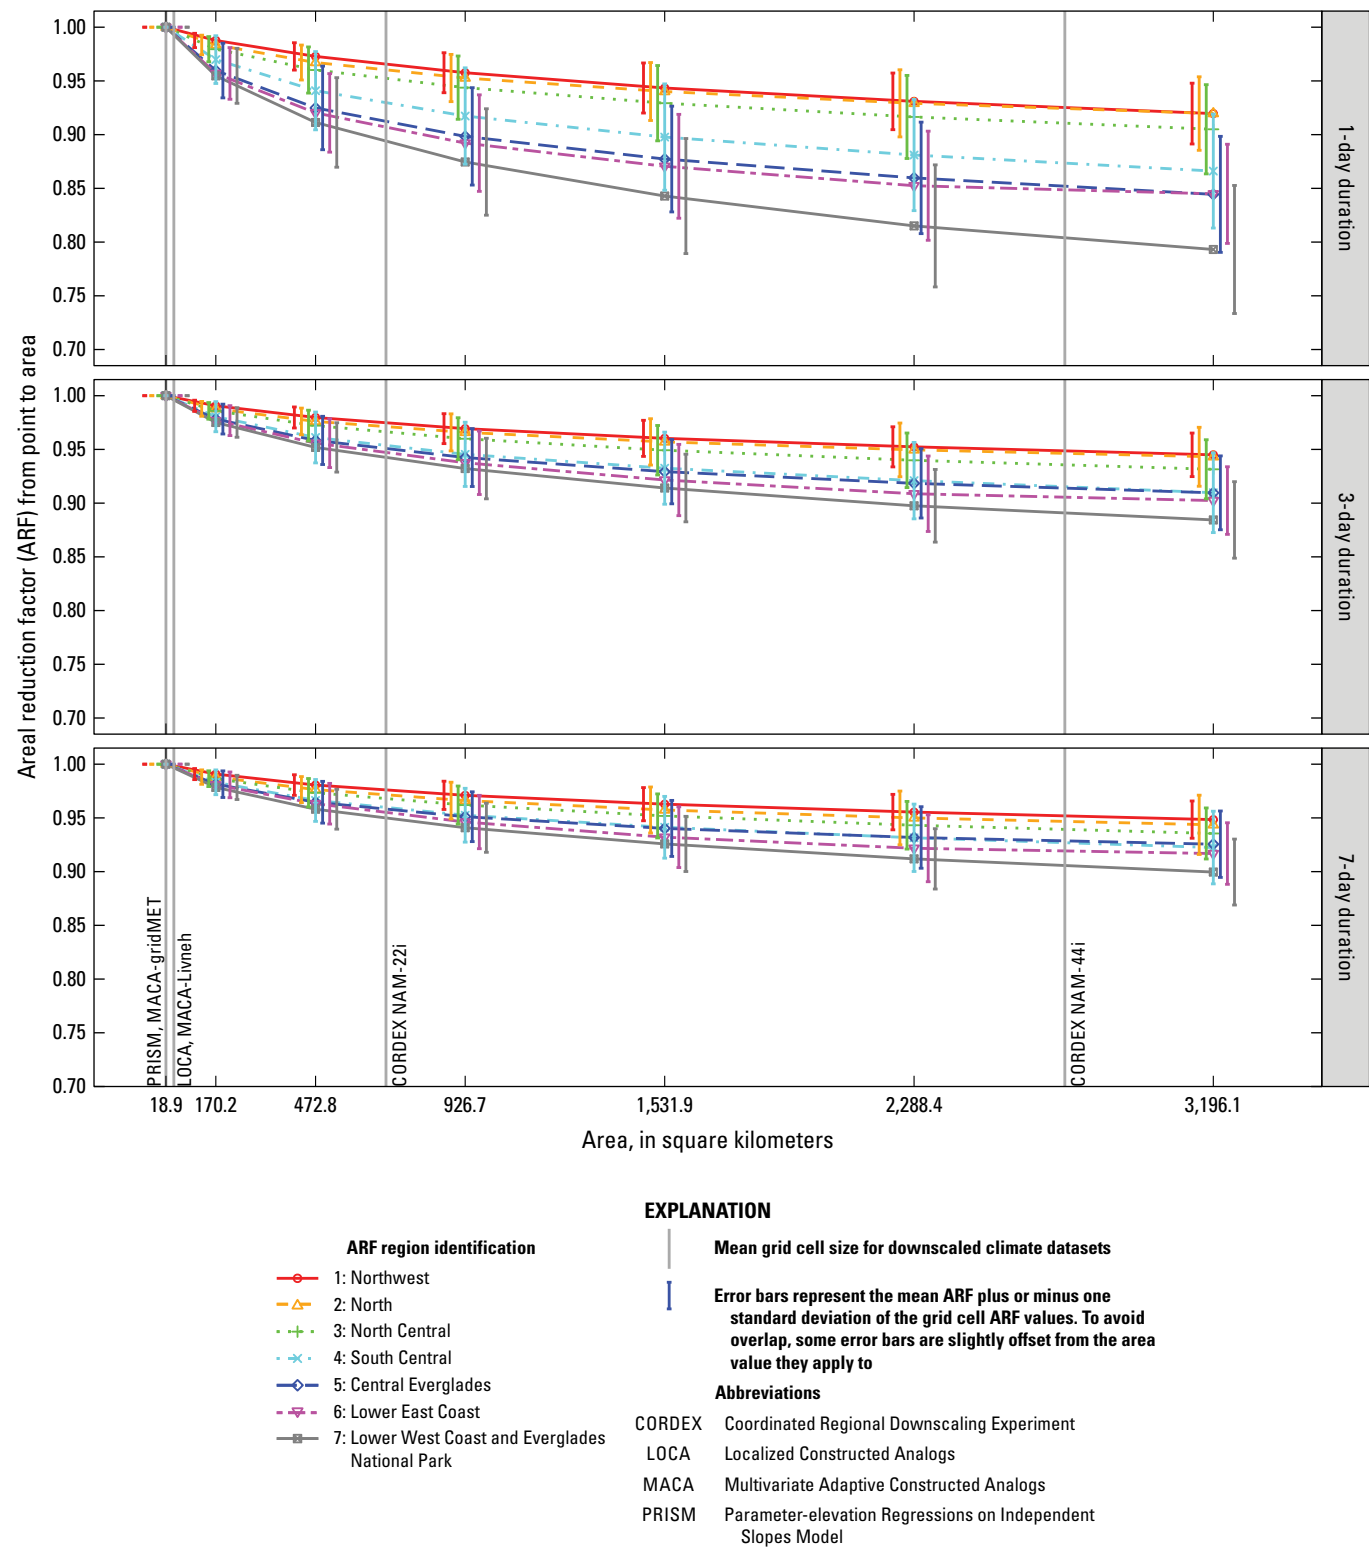 Areal reduction factor (ARF) from point to area
1.00
0.95
0.90
0.85
0.80
0.75
0.70
1-day duration
1.00
0.95
0.90
0.85
0.80
0.75
0.70
3-day duration
1.00
0.95
0.90
0.85
0.80
0.75
0.70
7-day duration
PRISM, MACA-gridMET
LOCA, MACA-Livneh
CORDEX NAM-22i
CORDEX NAM-44i
18.9 170.2 472.8 926.7 1,531.9 2,288.4 3,196.1
Area, in square kilometers
EXPLANATION
ARF region identification
1: Northwest
2: North
3: North Central
4: South Central
5: Central Everglades
6: Lower East Coast
7: Lower West Coast and Everglades
National Park
Mean grid cell size for downscaled climate datasets
Error bars represent the mean ARF plus or minus one
standard deviation of the grid cell ARF values. To avoid
overlap, some error bars are slightly offset from the area
value they apply to
Abbreviations
CORDEX Coordinated Regional Downscaling Experiment
LOCA Localized Constructed Analogs
MACA Multivariate Adaptive Constructed Analogs
PRISM Parameter-elevation Regressions on Independent
Slopes Model